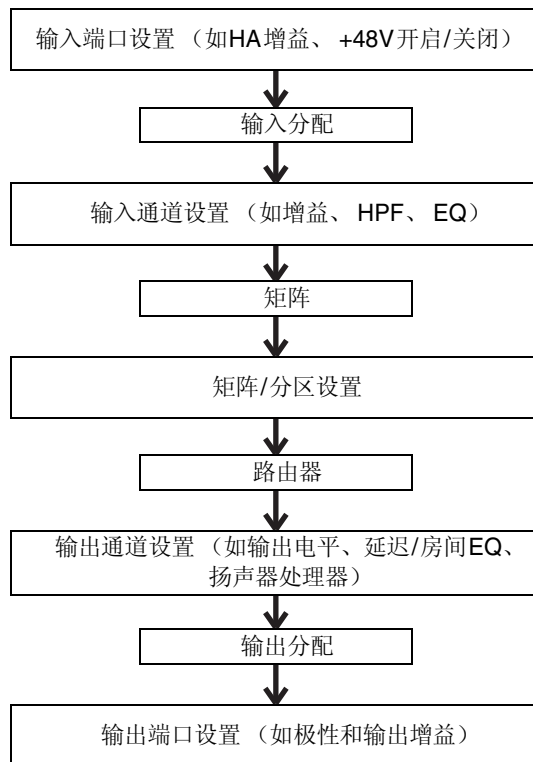 输入端口设置 （如HA增益、 +48V开启/关闭）
输入分配
输入通道设置 （如增益、 HPF、 EQ）
矩阵
矩阵/分区设置
路由器
输出通道设置 （如输出电平、延迟/房间EQ、
扬声器处理器）
输出分配
输出端口设置 （如极性和输出增益）